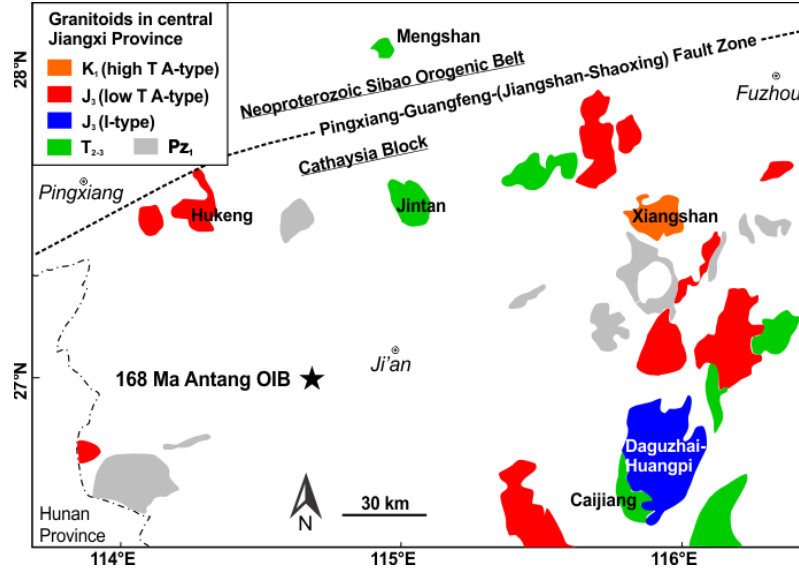 Granitoids in central
Jiangxi Province
K₁ (high T A-type)
J₃ (low T A-type)
J₃ (I-type)
T₂₋₃
Pz₁
Mengshan
Neoproterozoic Sibao Orogenic Belt
Pingxiang-Guangfeng-(Jiangshan-Shaoxing) Fault Zone
Cathaysia Block
Fuzhou
28°N
Pingxiang
Hukeng
Jintan
Xiangshan
Ji'an
27°N
168 Ma Antang OIB
Daguzhai-
Huangpi
Caijiang
Hunan
Province
N
30 km
114°E
115°E
116°E